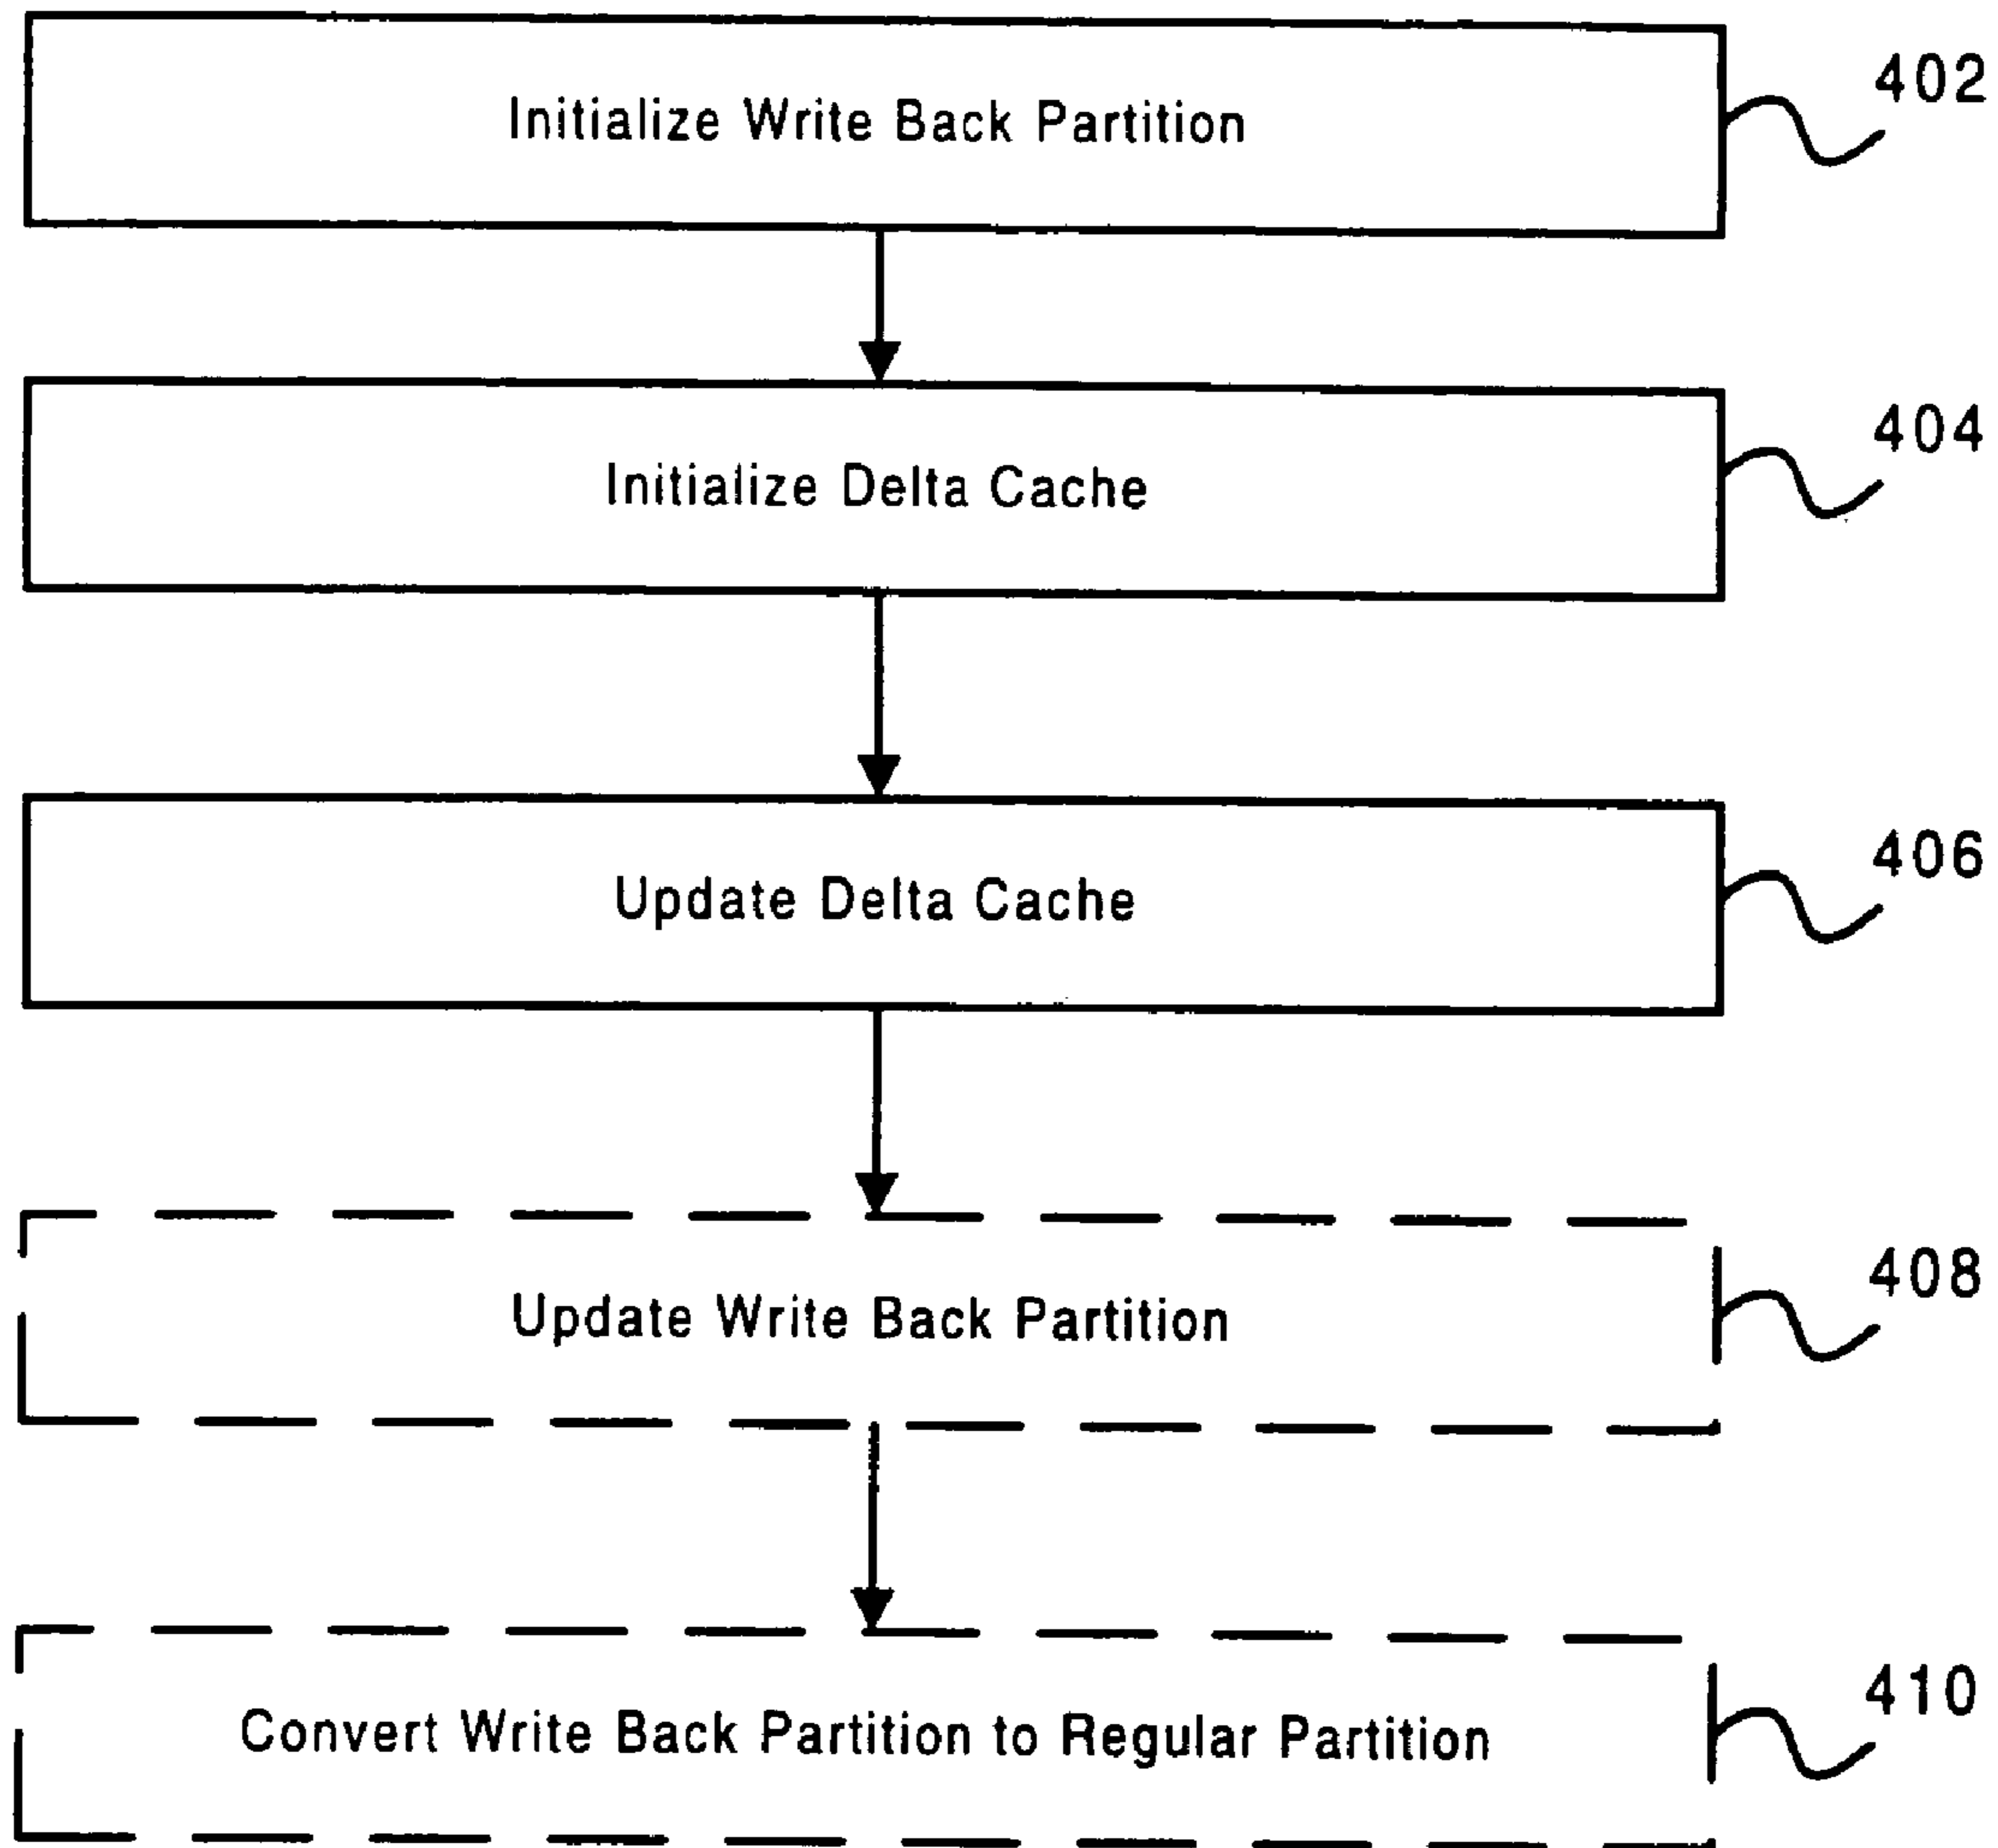 Initialize Write Back Partition
402
Initialize Delta Cache
404
Update Delta Cache
406
Update Write Back Partition
408
Convert Write Back Partition to Regular Partition
410